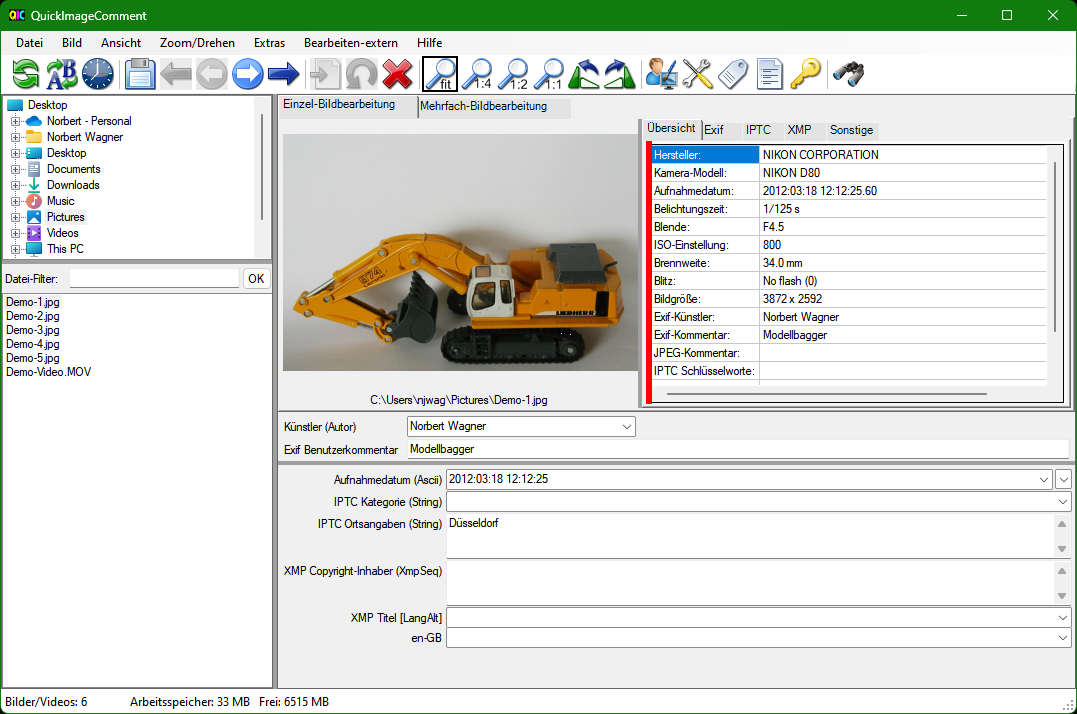 QIC QuickImageComment
Datei Bild Ansicht Zoom/Drehen Extras Bearbeiten-extern Hilfe
A B fit 1:4 1:2 1:1
Desktop
Norbert - Personal
Norbert Wagner
Desktop
Documents
Downloads
Music
Pictures
Videos
This PC
Datei-Filter: OK
Demo-1.jpg
Demo-2.jpg
Demo-3.jpg
Demo-4.jpg
Demo-5.jpg
Demo-Video.MOV
Einzel-Bildbearbeitung Mehrfach-Bildbearbeitung
974
LIEBHERR
C:\Users\njwag\Pictures\Demo-1.jpg
Übersicht Exif IPTC XMP Sonstige
Hersteller: NIKON CORPORATION
Kamera-Modell: NIKON D80
Aufnahmedatum: 2012:03:18 12:12:25.60
Belichtungszeit: 1/125 s
Blende: F4.5
ISO-Einstellung: 800
Brennweite: 34.0 mm
Blitz: No flash (0)
Bildgröße: 3872 x 2592
Exif-Künstler: Norbert Wagner
Exif-Kommentar: Modellbagger
JPEG-Kommentar:
IPTC Schlüsselworte:
Künstler (Autor) Norbert Wagner
Exif Benutzerkommentar Modellbagger
Aufnahmedatum (Ascii) 2012:03:18 12:12:25
IPTC Kategorie (String)
IPTC Ortsangaben (String) Düsseldorf
XMP Copyright-Inhaber (XmpSeq)
XMP Titel [LangAlt]
en-GB
Bilder/Videos: 6 Arbeitsspeicher: 33 MB Frei: 6515 MB